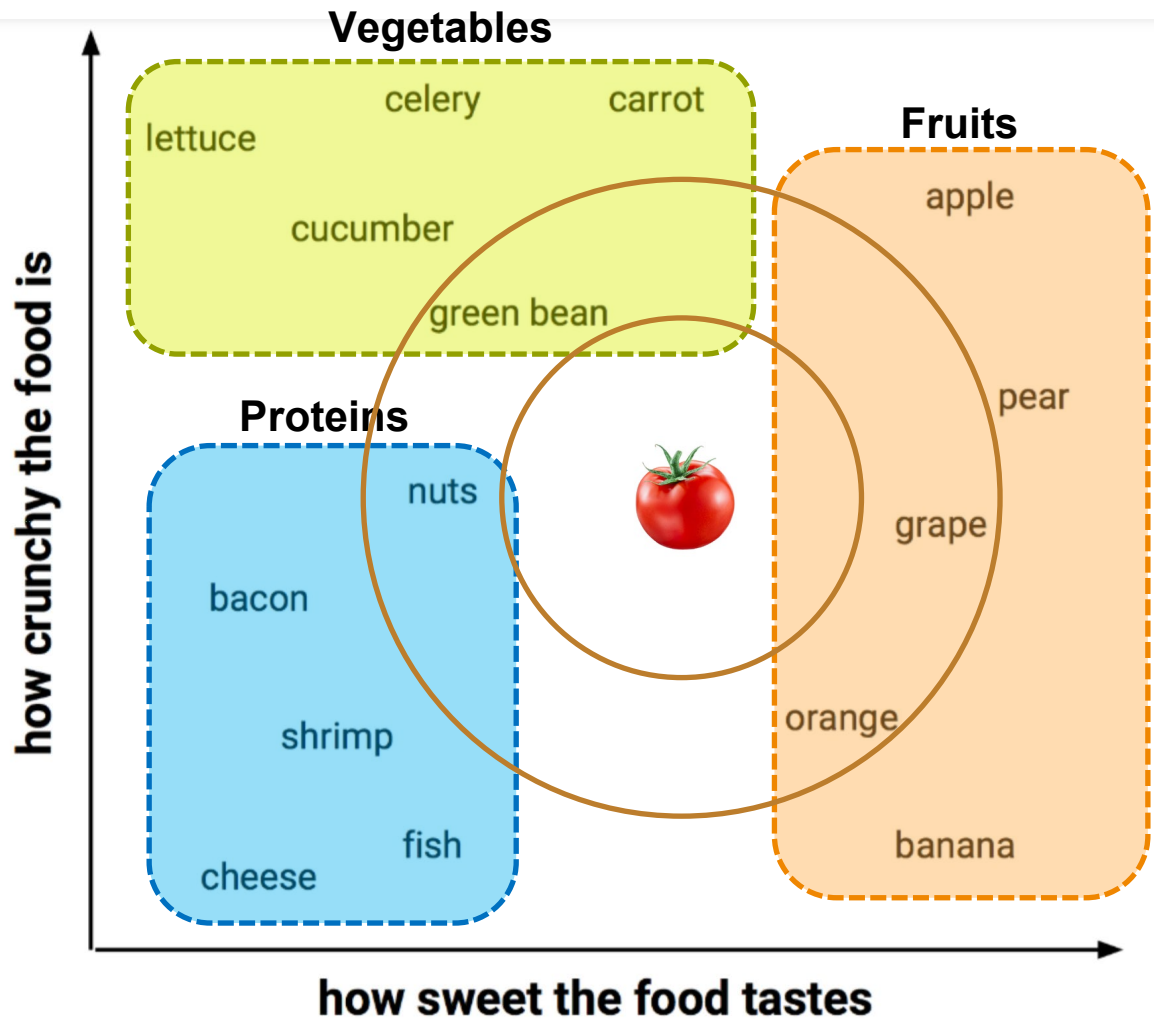 Vegetables
celery
carrot
lettuce
cucumber
green bean
Fruits
apple
pear
grape
orange
banana
Proteins
nuts
bacon
shrimp
fish
cheese
how crunchy the food is
how sweet the food tastes